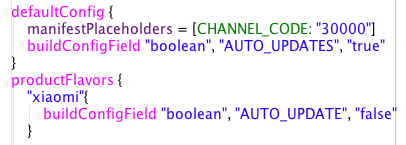 defaultConfig {
manifestPlaceholders = [CHANNEL_CODE: "30000"]
buildConfigField "boolean", "AUTO_UPDATES", "true"
}
productFlavors {
"xiaomi"{
buildConfigField "boolean", "AUTO_UPDATE", "false"
}